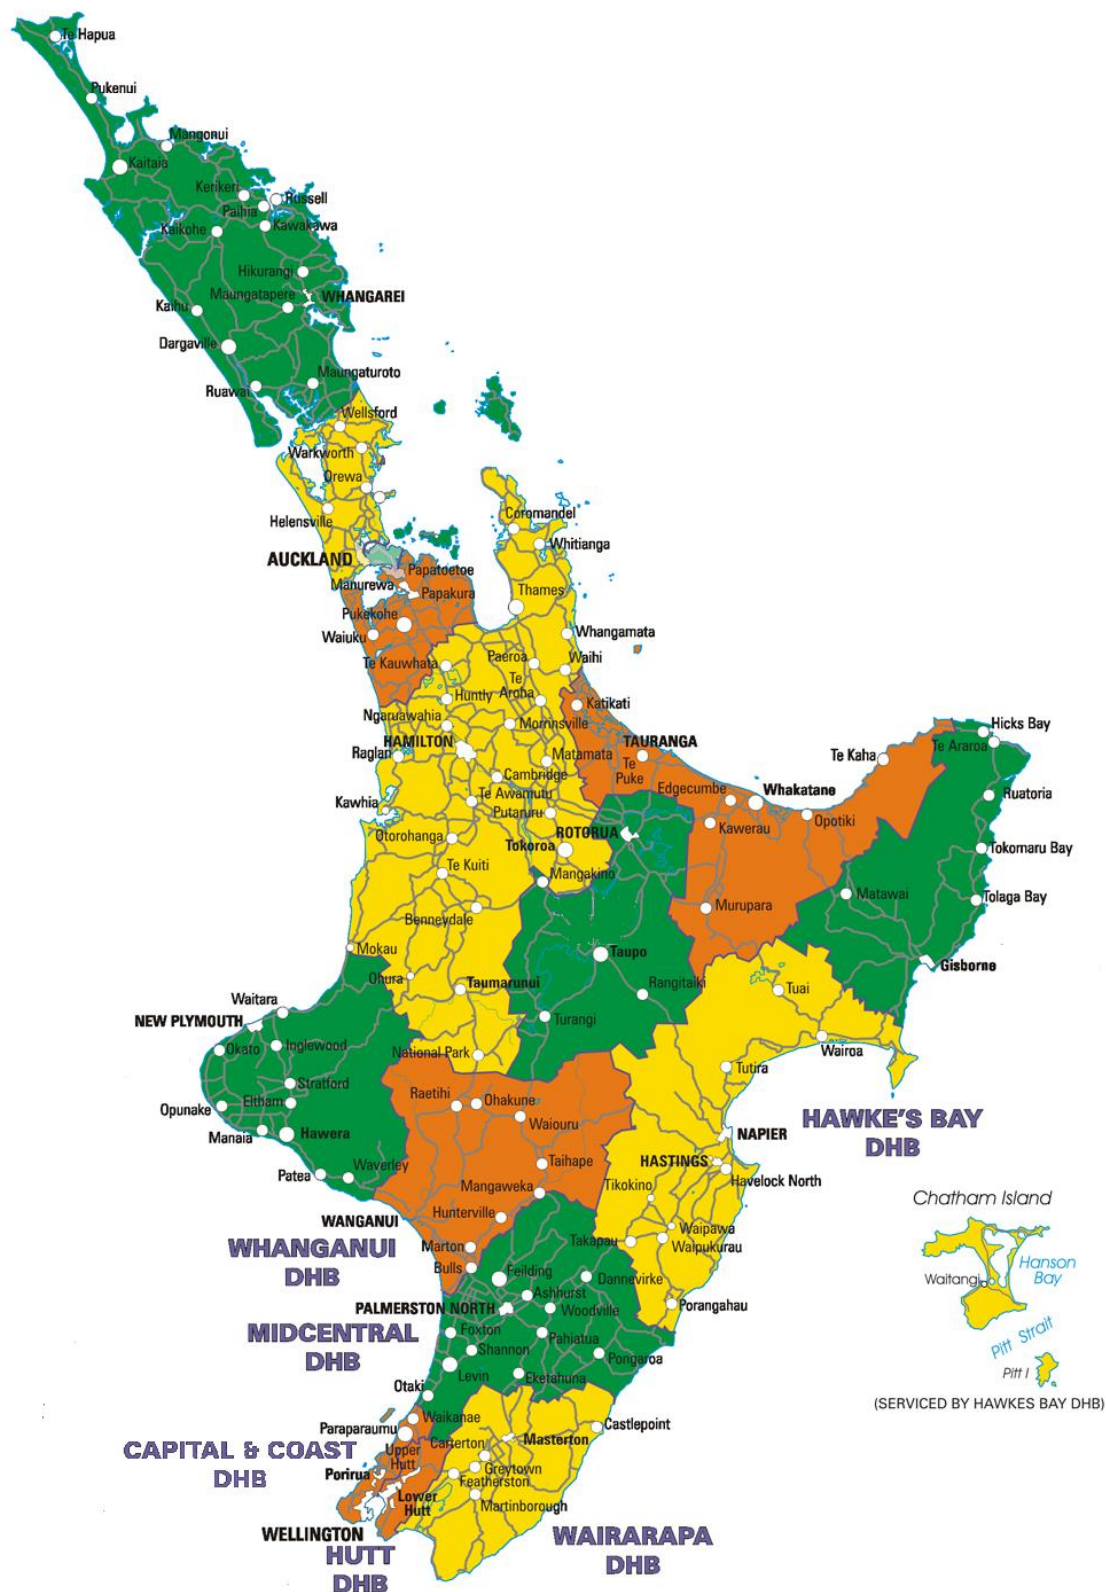 Te Hapua
Pukenui
Mangonui
Kaitaia
Kerikeri
Russell
Paihia
Kaikohe
Kawakawa
Hikurangi
Maungatapere
WHANGAREI
Kaihu
Dargaville
Maungaturoto
Ruawai
Wellsford
Warkworth
Orewa
Helensville
Coromandel
Whitianga
AUCKLAND
Papatoetoe
Manurewa
Papakura
Thames
Pukekohe
Waiuku
Whangamata
Te Kauwhata
Paeroa
Waihi
Te
Aroha
Huntly
Katikati
Ngaruawahia
Morrinsville
HAMILTON
TAURANGA
Hicks Bay
Te Araroa
Raglan
Matamata
Te
Puke
Te Kaha
Cambridge
Edgecumbe
Whakatane
Ruatoria
Kawhia
Te Awamutu
Putaruru
Opotiki
Kawerau
Otorohanga
ROTORUA
Tokoroa
Tokomaru Bay
Te Kuiti
Mangakino
Matawai
Tolaga Bay
Benneydale
Murupara
Mokau
Taupo
Gisborne
Ohura
Taumarunui
Rangitaiki
Tuai
Waitara
NEW PLYMOUTH
Turangi
Okato
Inglewood
National Park
Wairoa
Tutira
Stratford
Eltham
Raetihi
Ohakune
Opunake
Waiouru
HAWKE'S BAY
DHB
Manaia
Hawera
NAPIER
Waverley
Taihape
HASTINGS
Patea
Mangaweka
Tikokino
Havelock North
Chatham Island
WANGANUI
Hunterville
Waipawa
WHANGANUI
DHB
Marton
Takapau
Waipukurau
Hanson
Bay
Waitangi
Bulls
Feilding
Dannevirke
Ashhurst
PALMERSTON NORTH
Woodville
Porangahau
MIDCENTRAL
DHB
Foxton
Pahiatua
Pitt Strait
Shannon
Pongaroa
Levin
Eketahuna
Pitt I
Otaki
(SERVICED BY HAWKES BAY DHB)
Waikanae
Paraparaumu
Castlepoint
CAPITAL & COAST
DHB
Upper
Hutt
Carterton
Masterton
Porirua
Greytown
Featherston
Lower
Hutt
Martinborough
WELLINGTON
HUTT
DHB
WAIRARAPA
DHB